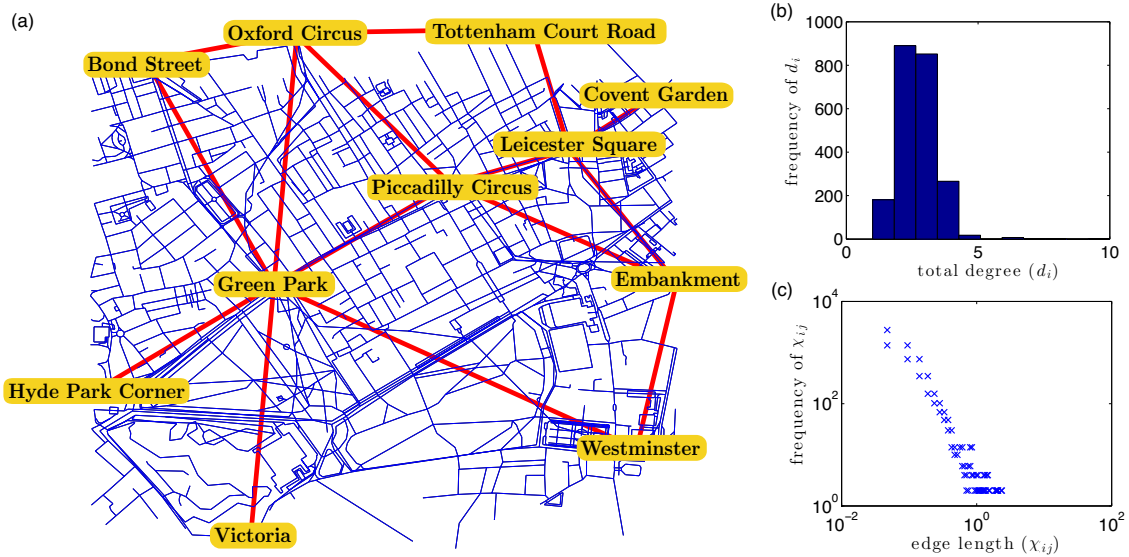 (a)
Oxford Circus
Tottenham Court Road
Bond Street
Covent Garden
Leicester Square
Piccadilly Circus
Green Park
Embankment
Hyde Park Corner
Westminster
Victoria
(b)
frequency of d_i
1000
800
600
400
200
0
0 5 10
total degree (d_i)
(c)
frequency of χ_ij
10^4
10^2
10^0
10^-2 10^0 10^2
edge length (χ_ij)